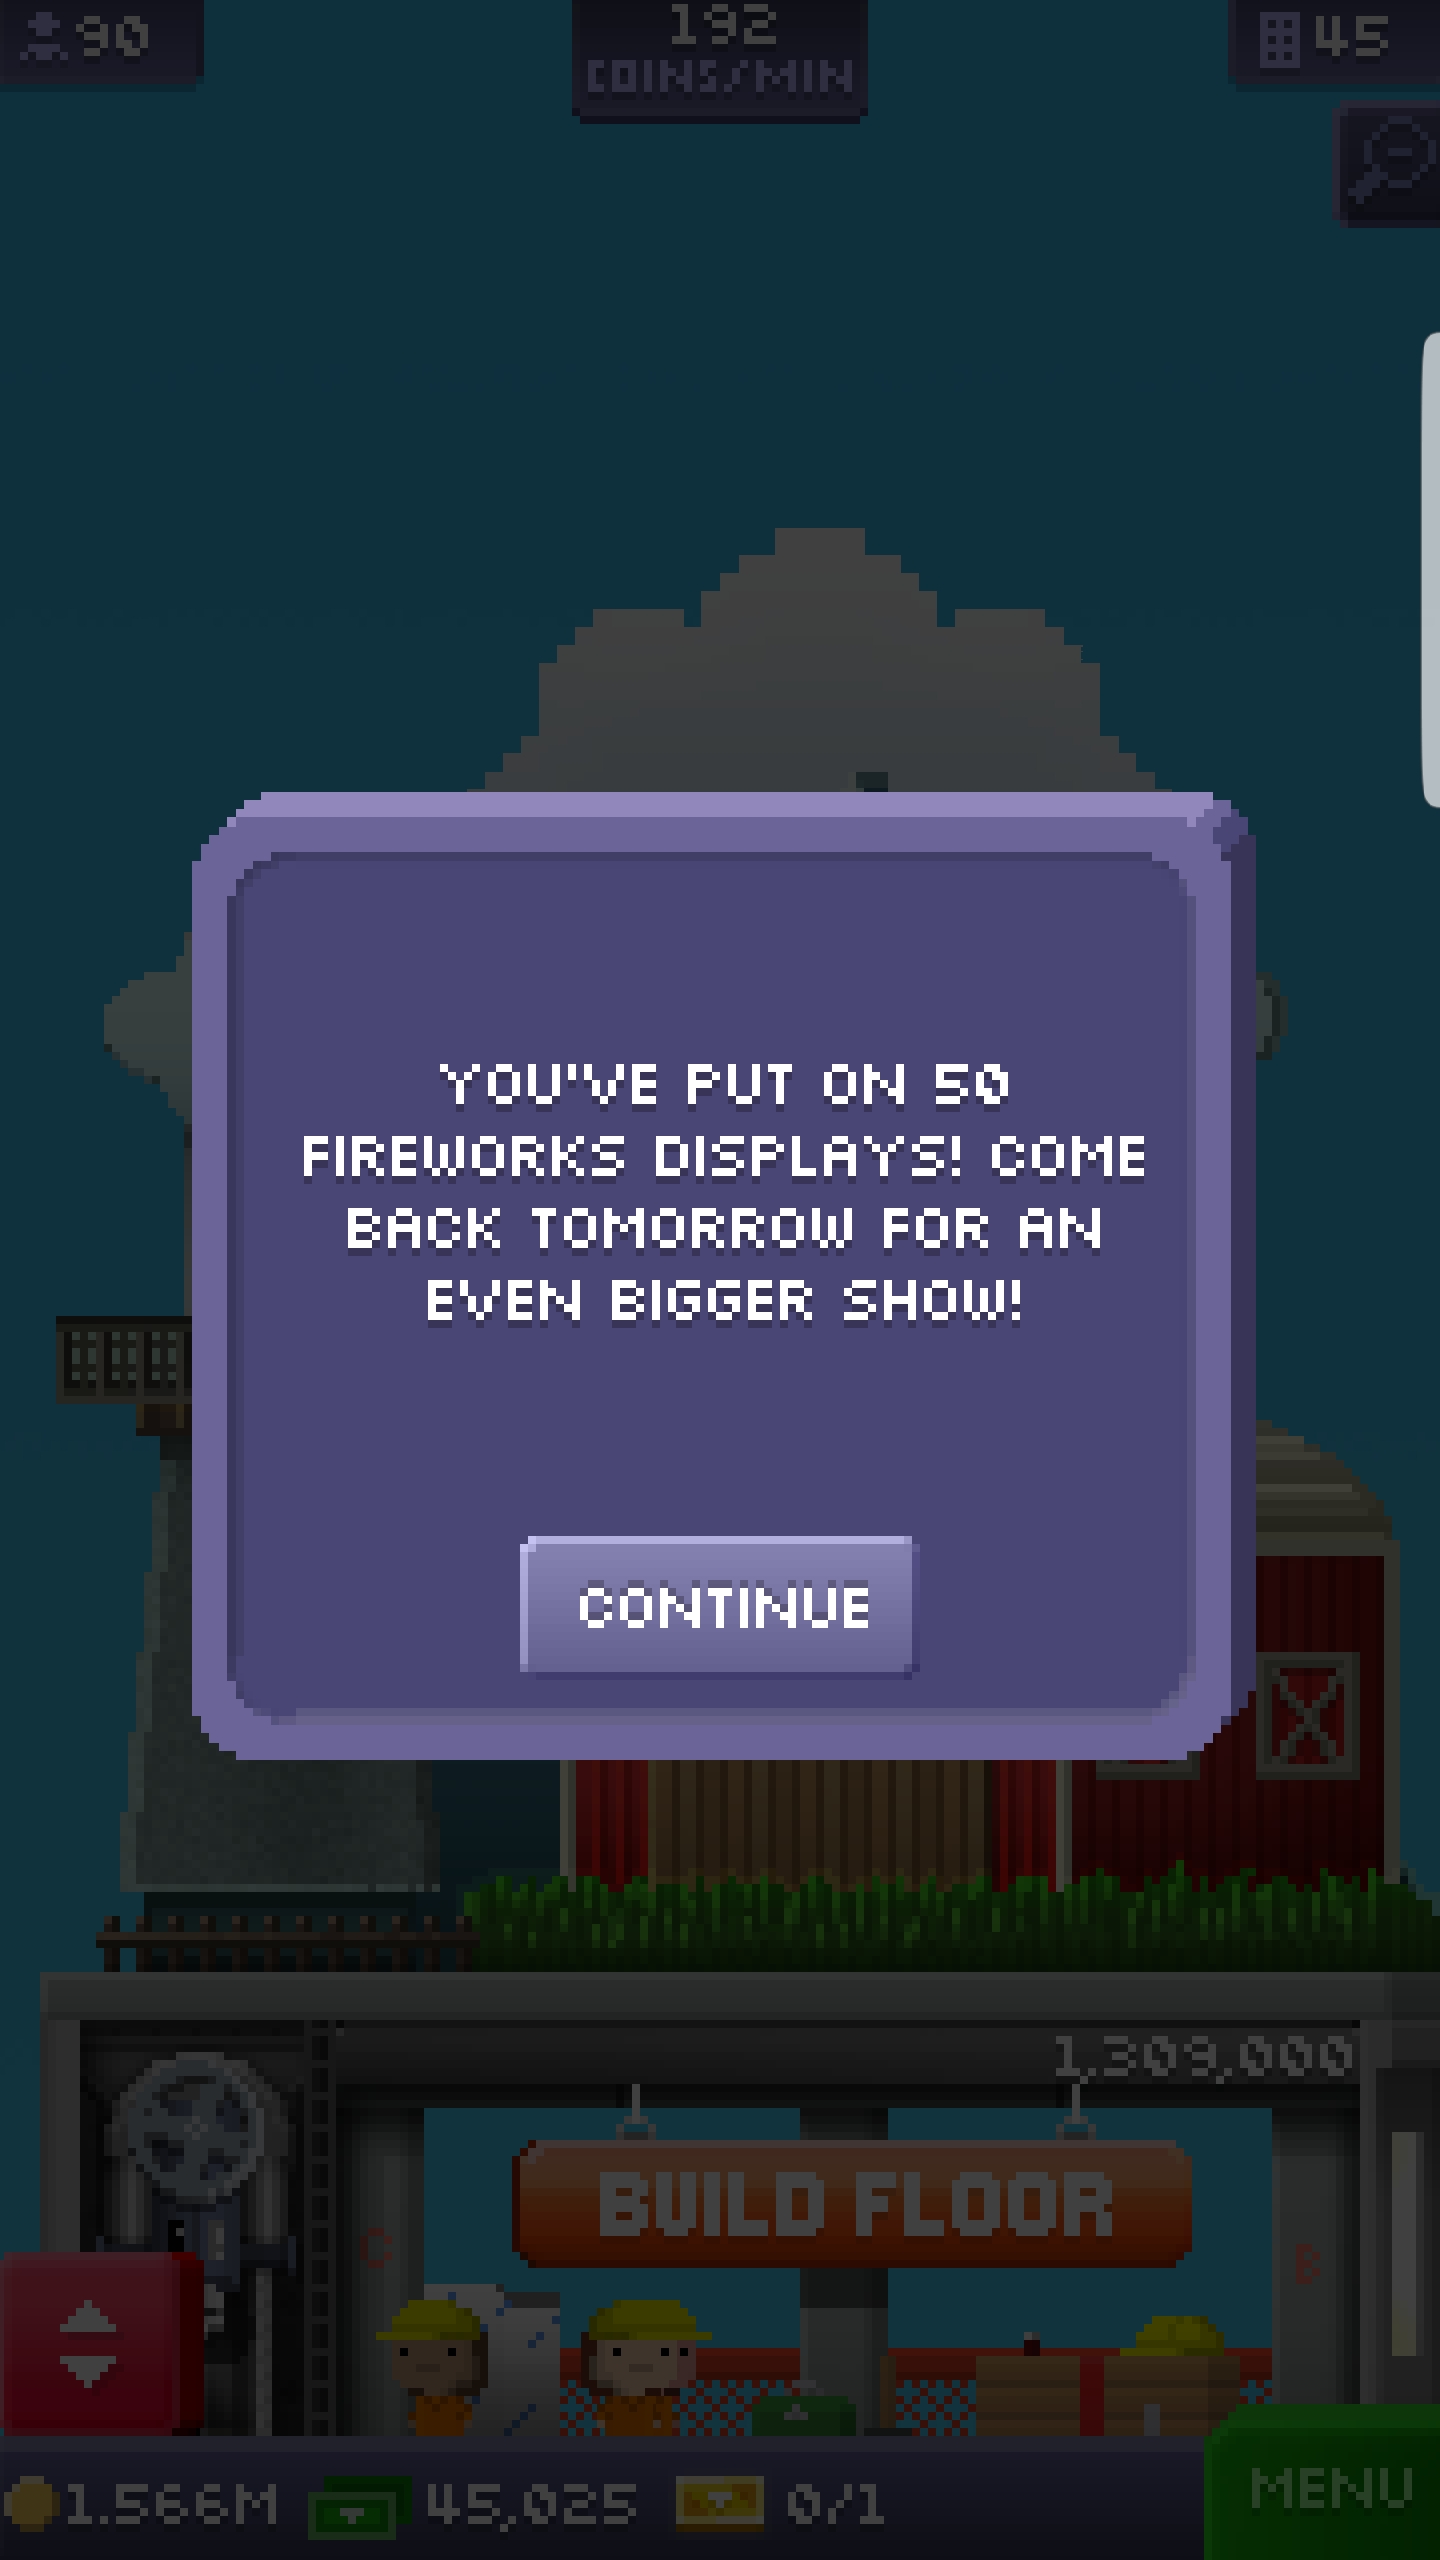 90
192
COINS/MIN
45
YOU'VE PUT ON 50
FIREWORKS DISPLAYS! COME
BACK TOMORROW FOR AN
EVEN BIGGER SHOW!
CONTINUE
1,309,000
BUILD FLOOR
C
B
1.566M
45,025
0/1
MENU